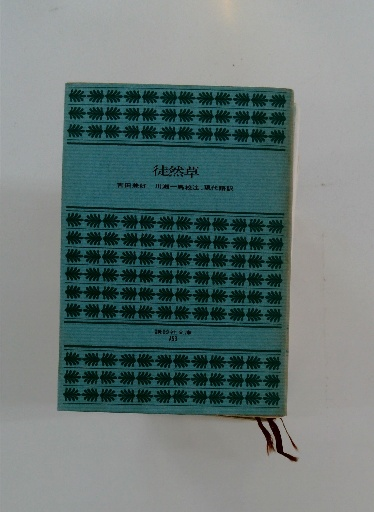 徒然草
吉田兼好 川瀬一馬校注、現代語訳
講談社文庫